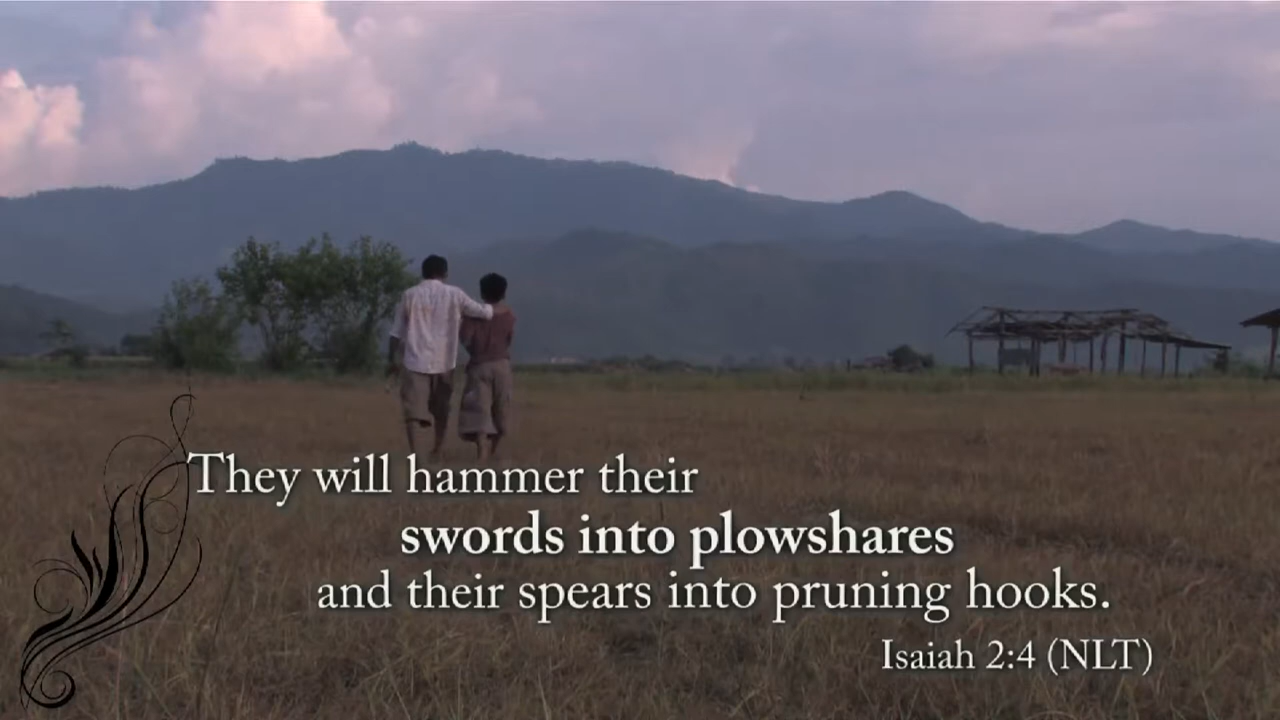 They will hammer their
swords into plowshares
and their spears into pruning hooks.
Isaiah 2:4 (NLT)